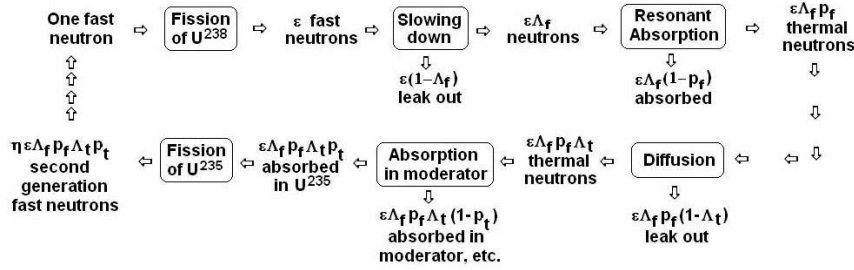 One fast
neutron
Fission
of U²³⁸
ε fast
neutrons
Slowing
down
εΛf
neutrons
Resonant
Absorption
εΛf pf
thermal
neutrons
ε(1-Λf)
leak out
εΛf(1-pf)
absorbed
ηεΛf pf Λt pt
second
generation
fast neutrons
Fission
of U²³⁵
εΛf pf Λt pt
absorbed
in U²³⁵
Absorption
in moderator
εΛf pf Λt
thermal
neutrons
Diffusion
εΛf pf Λt (1-pt)
absorbed in
moderator, etc.
εΛf pf(1-Λt)
leak out